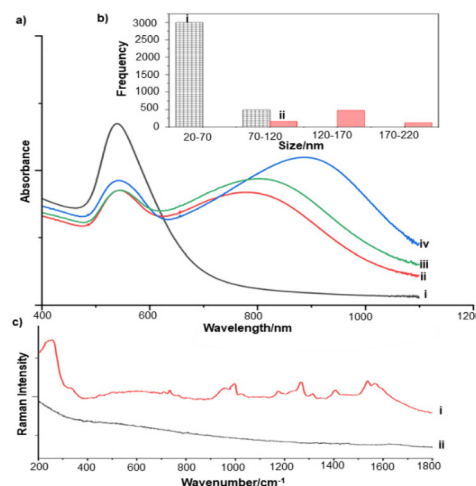 a)
b)
Frequency
3000
2500
2000
1500
1000
500
0
i
ii
20-70
70-120
120-170
170-220
Size/nm
Absorbance
iv
iii
ii
i
400
600
800
1000
1200
Wavelength/nm
c)
Raman Intensity
i
ii
200
400
600
800
1000
1200
1400
1600
1800
Wavenumber/cm-1